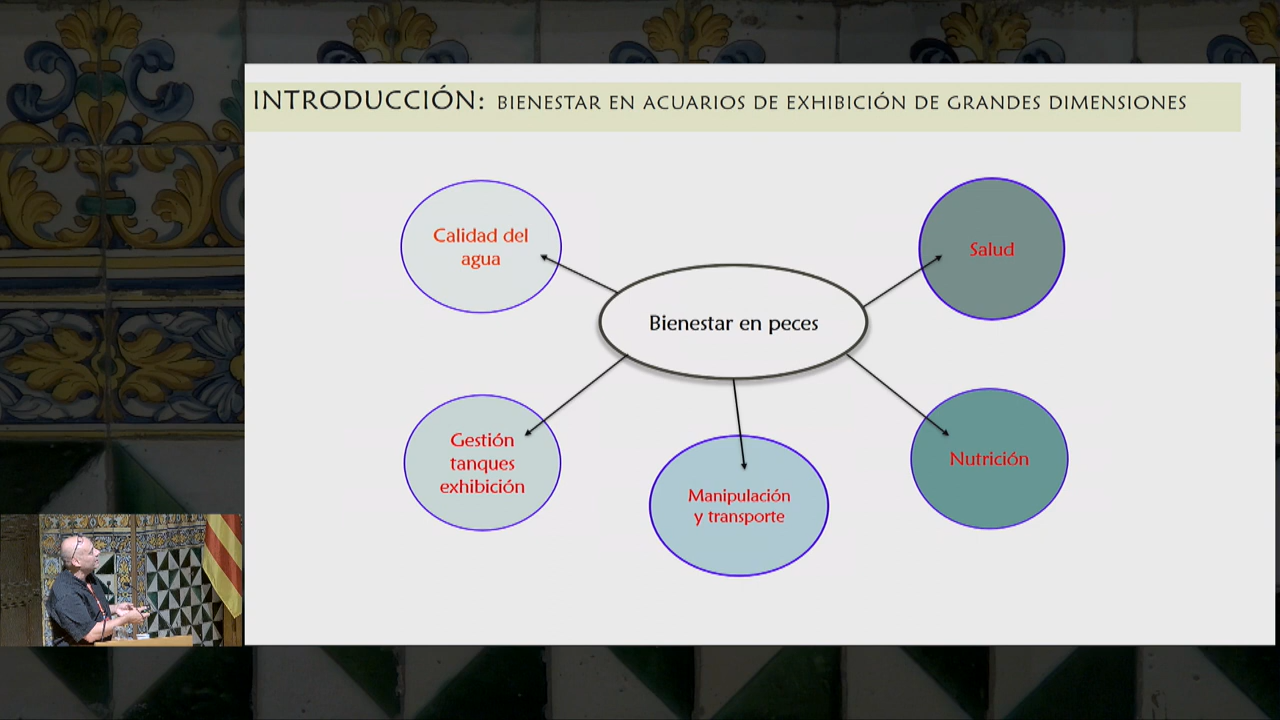 INTRODUCCIÓN: BIENESTAR EN ACUARIOS DE EXHIBICIÓN DE GRANDES DIMENSIONES
Calidad del
agua
Salud
Bienestar en peces
Gestión
tanques
exhibición
Manipulación
y transporte
Nutrición